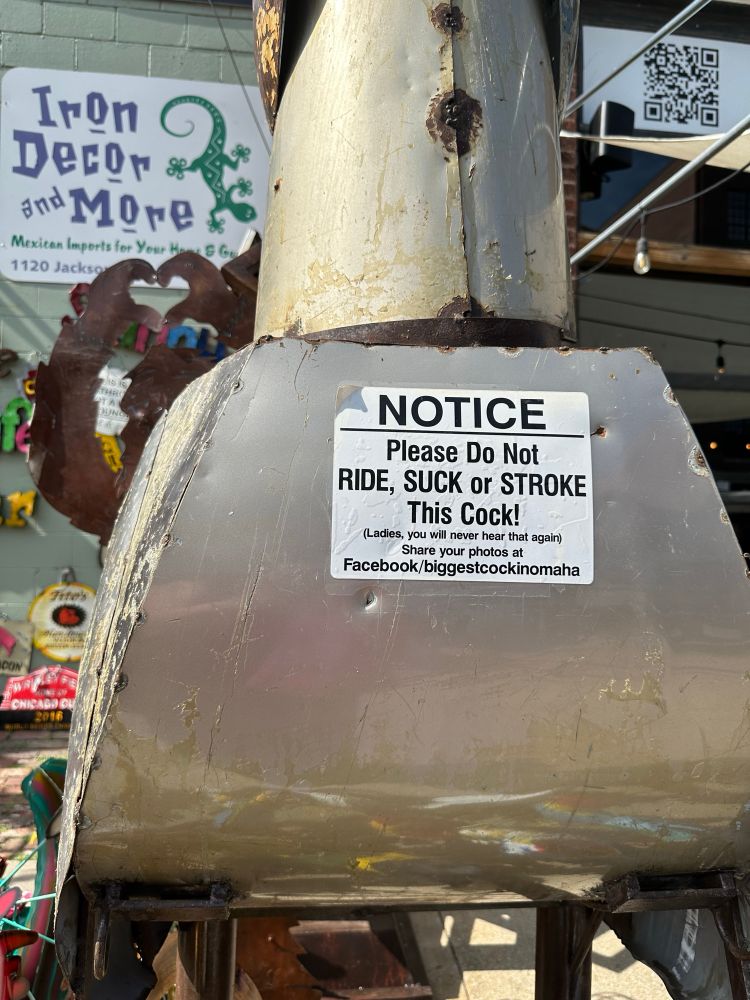 Iron
Decor
and More
Mexican Imports for Your Home & G
1120 Jackso
NOTICE
Please Do Not
RIDE, SUCK or STROKE
This Cock!
(Ladies, you will never hear that again)
Share your photos at
Facebook/biggestcockinomaha
CHICAGO CU
2016